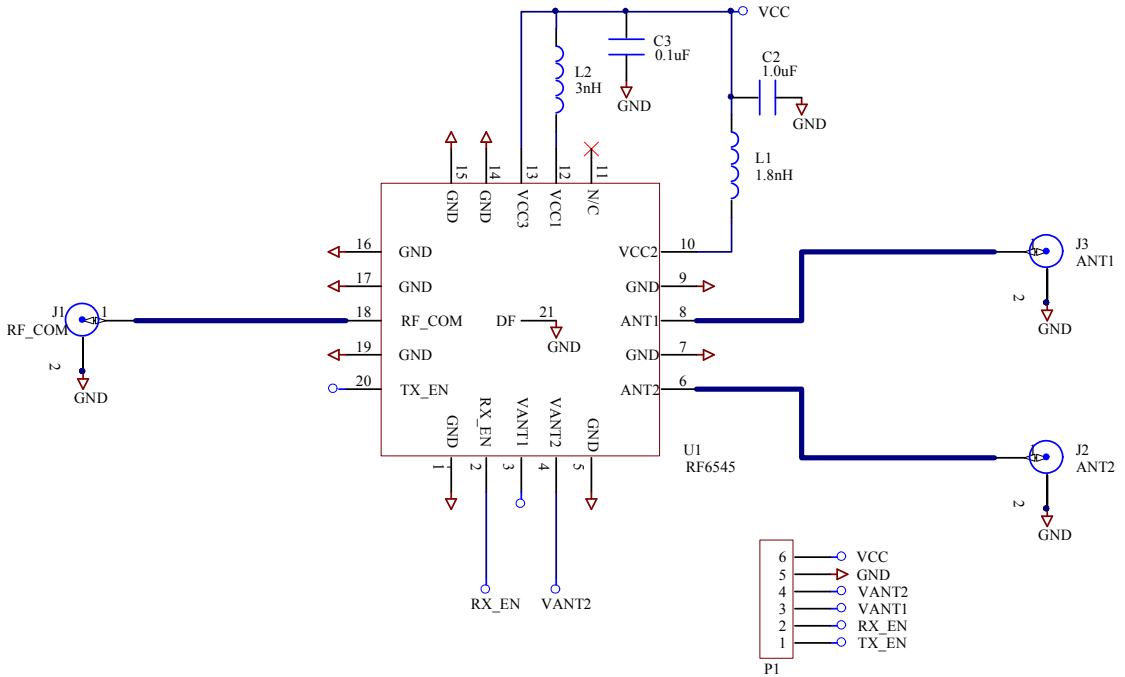 VCC
C3
0.1uF
GND
L2
3nH
C2
1.0uF
GND
L1
1.8nH
15
14
13
12
11
GND
GND
VCC3
VCC1
N/C
16
GND
17
GND
18
RF_COM
19
GND
20
TX_EN
VCC2
10
GND
9
ANT1
8
GND
7
ANT2
6
DF
21
GND
J1
1
RF_COM
2
GND
1
J3
ANT1
2
GND
1
J2
ANT2
2
GND
GND
RX_EN
VANT1
VANT2
GND
1
2
3
4
5
U1
RF6545
RX_EN
VANT2
6
VCC
5
GND
4
VANT2
3
VANT1
2
RX_EN
1
TX_EN
P1